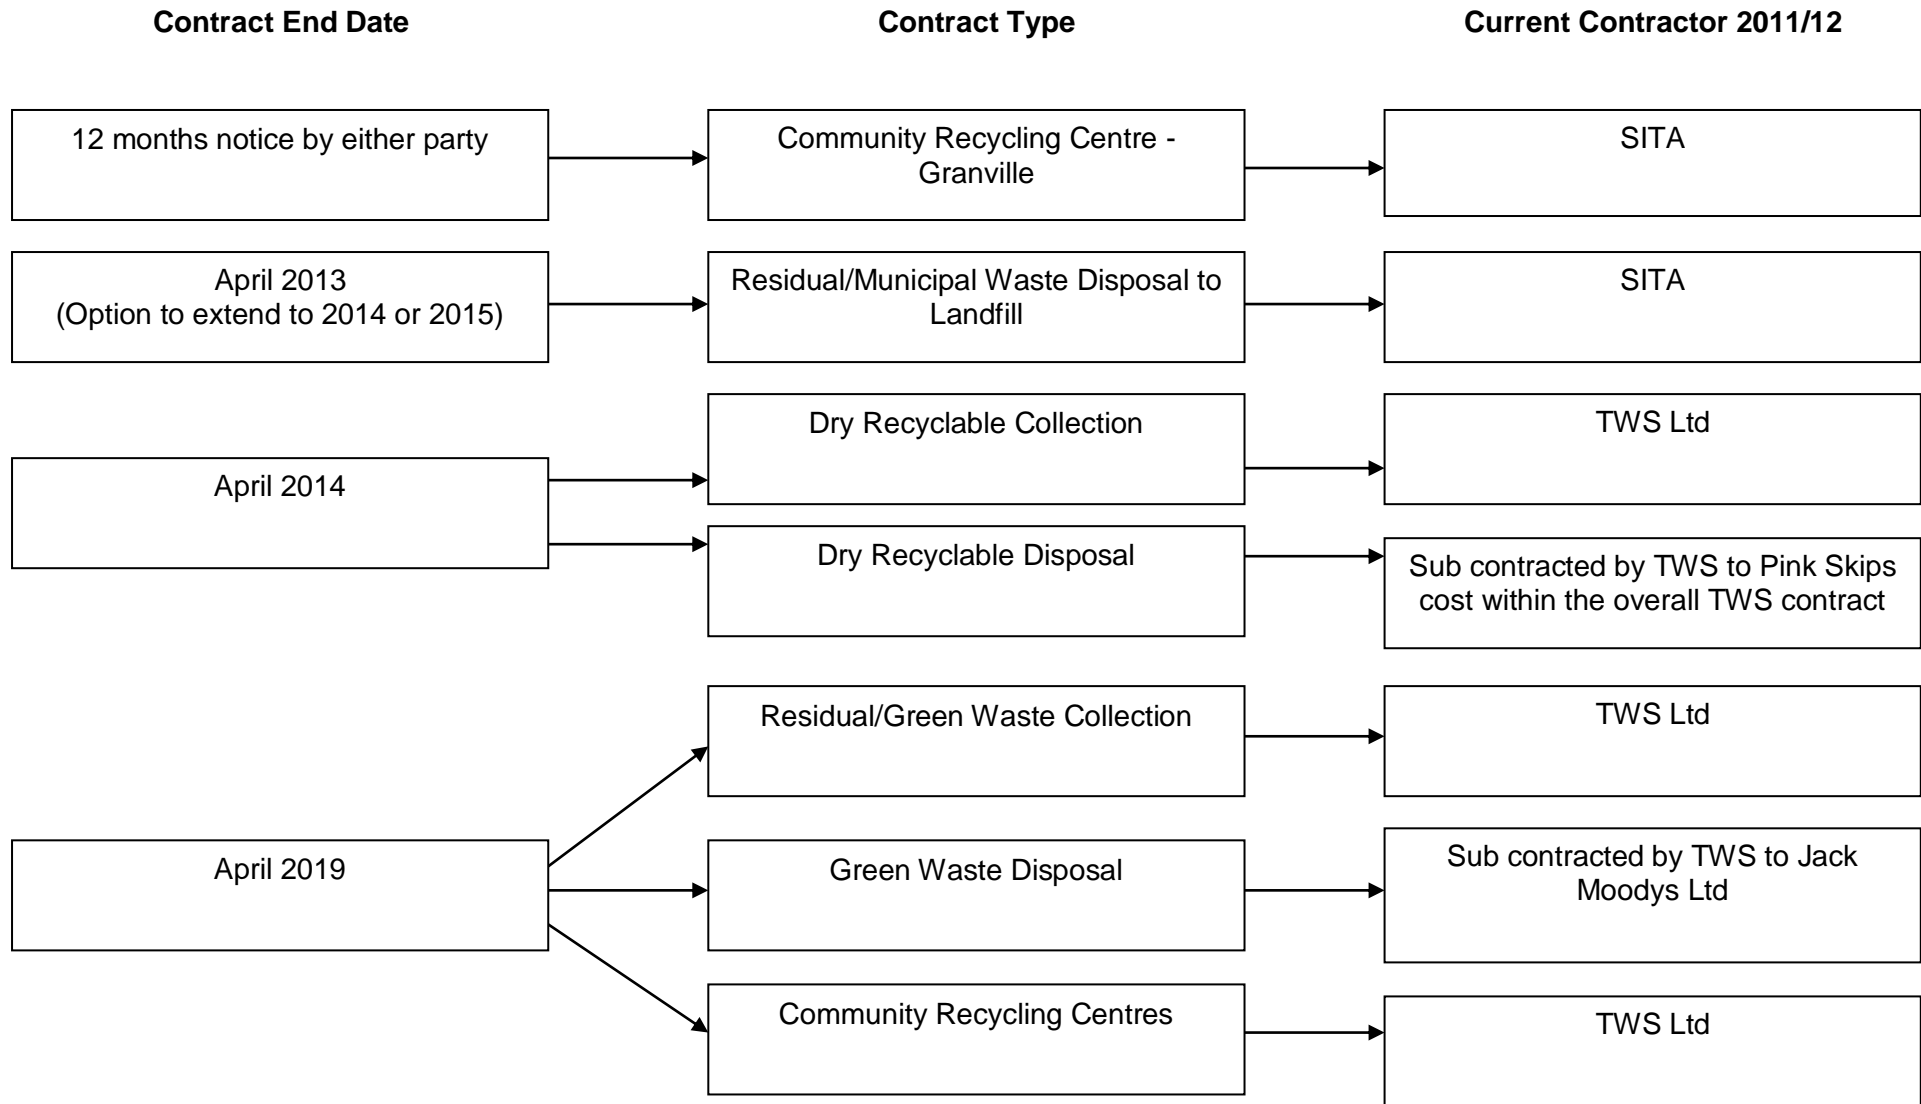 Contract End Date
Contract Type
Current Contractor 2011/12
12 months notice by either party
Community Recycling Centre -
Granville
SITA
April 2013
(Option to extend to 2014 or 2015)
Residual/Municipal Waste Disposal to
Landfill
SITA
April 2014
Dry Recyclable Collection
TWS Ltd
Dry Recyclable Disposal
Sub contracted by TWS to Pink Skips
cost within the overall TWS contract
April 2019
Residual/Green Waste Collection
TWS Ltd
Green Waste Disposal
Sub contracted by TWS to Jack
Moodys Ltd
Community Recycling Centres
TWS Ltd